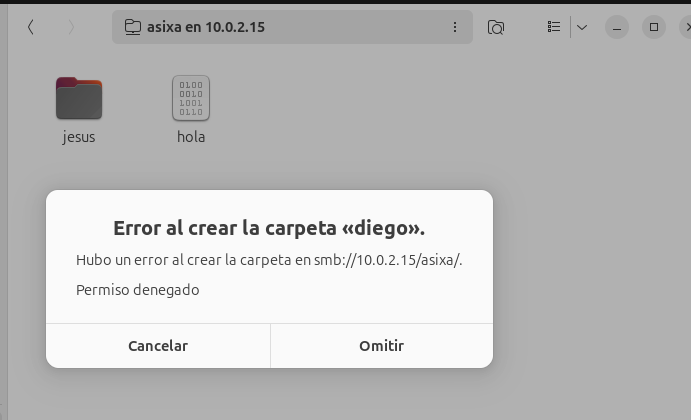 asixa en 10.0.2.15
0100
0010
1001
0110
jesus
hola
Error al crear la carpeta «diego».
Hubo un error al crear la carpeta en smb://10.0.2.15/asixa/.
Permiso denegado
Cancelar
Omitir